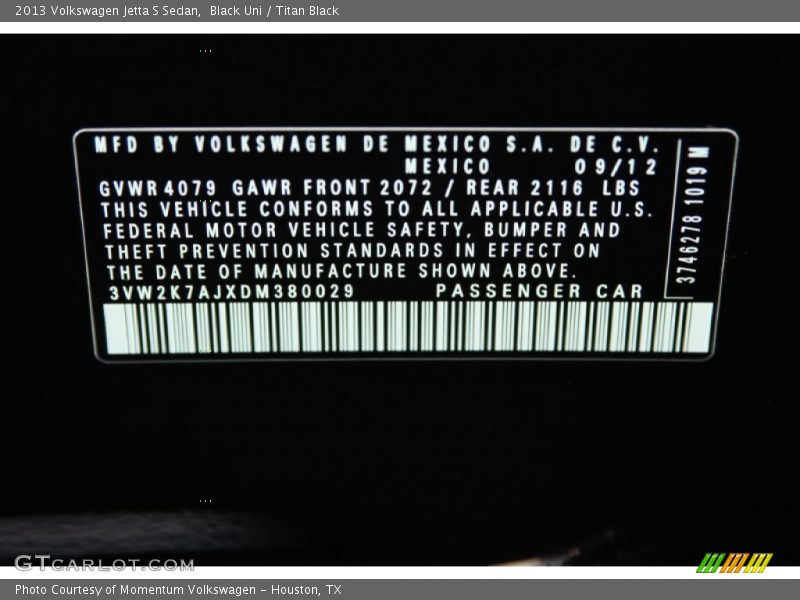 2013 Volkswagen Jetta S Sedan,  Black Uni / Titan Black
MFD BY VOLKSWAGEN DE MEXICO S.A. DE C.V.
MEXICO 09/12
GVWR 4079 GAWR FRONT 2072 / REAR 2116 LBS
THIS VEHICLE CONFORMS TO ALL APPLICABLE U.S.
FEDERAL MOTOR VEHICLE SAFETY, BUMPER AND
THEFT PREVENTION STANDARDS IN EFFECT ON
THE DATE OF MANUFACTURE SHOWN ABOVE.
3VW2K7AJXDM380029 PASSENGER CAR
3746278 1019 M
GTCARLOT.COM
Photo Courtesy of Momentum Volkswagen - Houston, TX